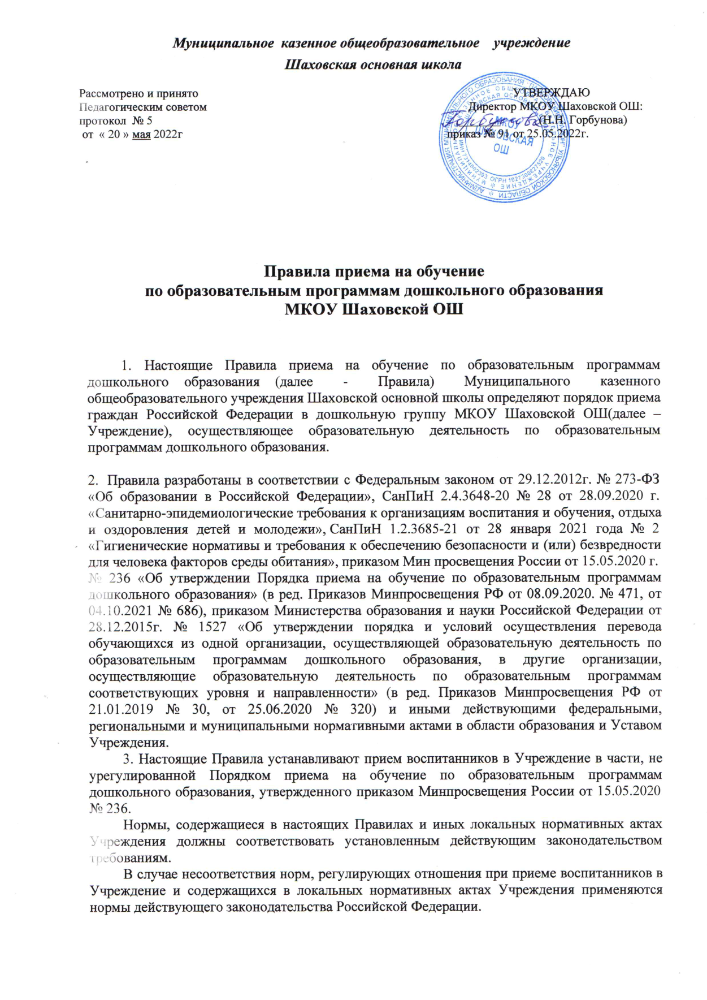 Муниципальное казенное общеобразовательное учреждение
Шаховская основная школа
Рассмотрено и принято
Педагогическим советом
протокол № 5
от « 20 » мая 2022г
УТВЕРЖДАЮ
Директор МКОУ Шаховской ОШ:
Горбунова (Н.Н. Горбунова)
приказ № 91 от 25.05.2022г.
МКОУ
ШАХОВСКАЯ
ОШ
Правила приема на обучение
по образовательным программам дошкольного образования
МКОУ Шаховской ОШ
1. Настоящие Правила приема на обучение по образовательным программам
дошкольного образования (далее - Правила) Муниципального казенного
общеобразовательного учреждения Шаховской основной школы определяют порядок приема
граждан Российской Федерации в дошкольную группу МКОУ Шаховской ОШ(далее –
Учреждение), осуществляющее образовательную деятельность по образовательным
программам дошкольного образования.
2. Правила разработаны в соответствии с Федеральным законом от 29.12.2012г. № 273-ФЗ
«Об образовании в Российской Федерации», СанПиН 2.4.3648-20 № 28 от 28.09.2020 г.
«Санитарно-эпидемиологические требования к организациям воспитания и обучения, отдыха
и оздоровления детей и молодежи», СанПиН 1.2.3685-21 от 28 января 2021 года № 2
«Гигиенические нормативы и требования к обеспечению безопасности и (или) безвредности
для человека факторов среды обитания», приказом Мин просвещения России от 15.05.2020 г.
№ 236 «Об утверждении Порядка приема на обучение по образовательным программам
дошкольного образования» (в ред. Приказов Минпросвещения РФ от 08.09.2020. № 471, от
04.10.2021 № 686), приказом Министерства образования и науки Российской Федерации от
28.12.2015г. № 1527 «Об утверждении порядка и условий осуществления перевода
обучающихся из одной организации, осуществляющей образовательную деятельность по
образовательным программам дошкольного образования, в другие организации,
осуществляющие образовательную деятельность по образовательным программам
соответствующих уровня и направленности» (в ред. Приказов Минпросвещения РФ от
21.01.2019 № 30, от 25.06.2020 № 320) и иными действующими федеральными,
региональными и муниципальными нормативными актами в области образования и Уставом
Учреждения.
3. Настоящие Правила устанавливают прием воспитанников в Учреждение в части, не
урегулированной Порядком приема на обучение по образовательным программам
дошкольного образования, утвержденного приказом Минпросвещения России от 15.05.2020
№ 236.
Нормы, содержащиеся в настоящих Правилах и иных локальных нормативных актах
Учреждения должны соответствовать установленным действующим законодательством
требованиям.
В случае несоответствия норм, регулирующих отношения при приеме воспитанников в
Учреждение и содержащихся в локальных нормативных актах Учреждения применяются
нормы действующего законодательства Российской Федерации.